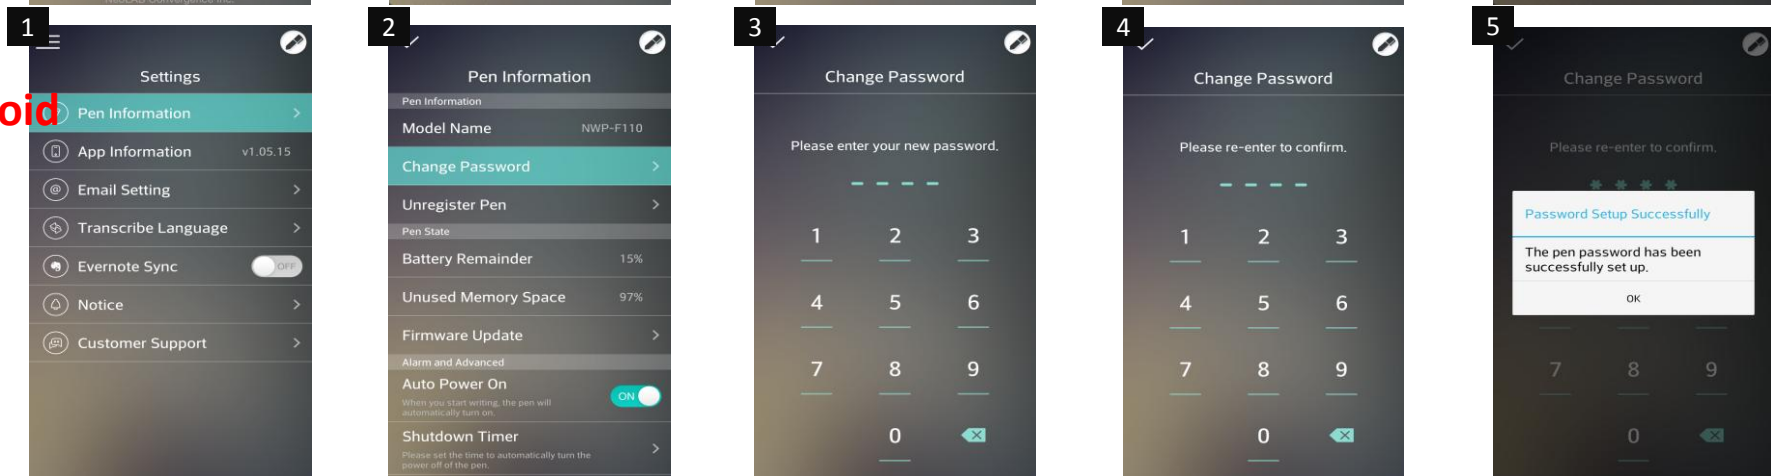 NeoLAB Convergence Inc.
1
Settings
oid
Pen Information
App Information v1.05.15
Email Setting
Transcribe Language
Evernote Sync OFF
Notice
Customer Support
2
Pen Information
Pen Information
Model Name NWP-F110
Change Password
Unregister Pen
Pen State
Battery Remainder 15%
Unused Memory Space 97%
Firmware Update
Alarm and Advanced
Auto Power On ON
When you start writing, the pen will
automatically turn on.
Shutdown Timer
Please set the time to automatically turn the
power off of the pen.
3
Change Password
Please enter your new password.
1 2 3
4 5 6
7 8 9
0
4
Change Password
Please re-enter to confirm.
1 2 3
4 5 6
7 8 9
0
5
Change Password
Please re-enter to confirm.
* * * *
Password Setup Successfully
The pen password has been
successfully set up.
OK
7 8 9
0